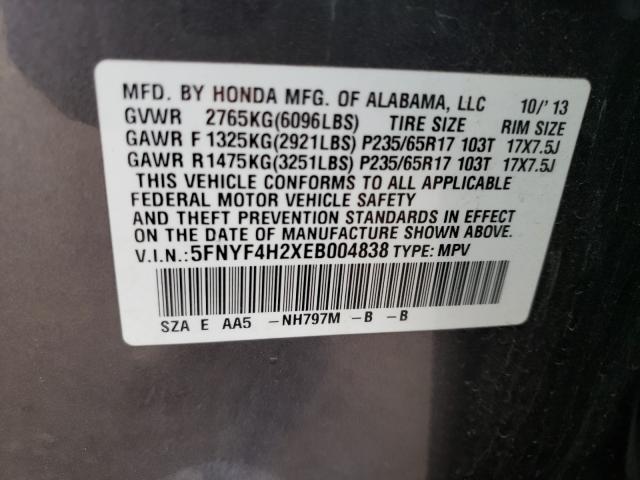 MFD. BY HONDA MFG. OF ALABAMA, LLC 10/'13
GVWR 2765KG(6096LBS) TIRE SIZE RIM SIZE
GAWR F 1325KG(2921LBS) P235/65R17 103T 17X7.5J
GAWR R1475KG(3251LBS) P235/65R17 103T 17X7.5J
THIS VEHICLE CONFORMS TO ALL APPLICABLE
FEDERAL MOTOR VEHICLE SAFETY
AND THEFT PREVENTION STANDARDS IN EFFECT
ON THE DATE OF MANUFACTURE SHOWN ABOVE.
V.I.N.:5FNYF4H2XEB004838 TYPE: MPV
SZA E AA5 -NH797M -B -B